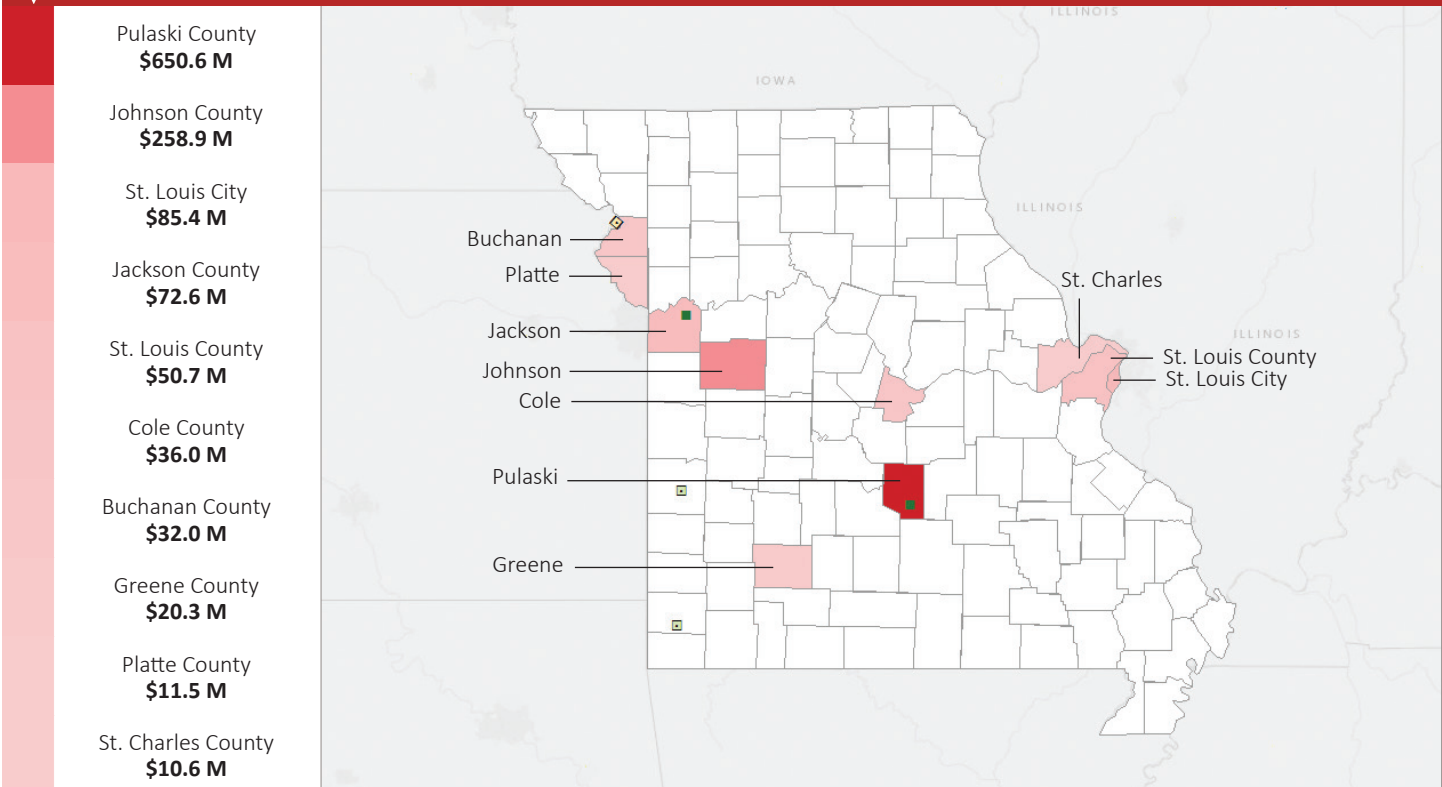 Pulaski County
$650.6 M
Johnson County
$258.9 M
St. Louis City
$85.4 M
Jackson County
$72.6 M
St. Louis County
$50.7 M
Cole County
$36.0 M
Buchanan County
$32.0 M
Greene County
$20.3 M
Platte County
$11.5 M
St. Charles County
$10.6 M
ILLINOIS
IOWA
ILLINOIS
Buchanan
Platte
St. Charles
Jackson
ILLINOIS
St. Louis County
Johnson
St. Louis City
Cole
Pulaski
Greene